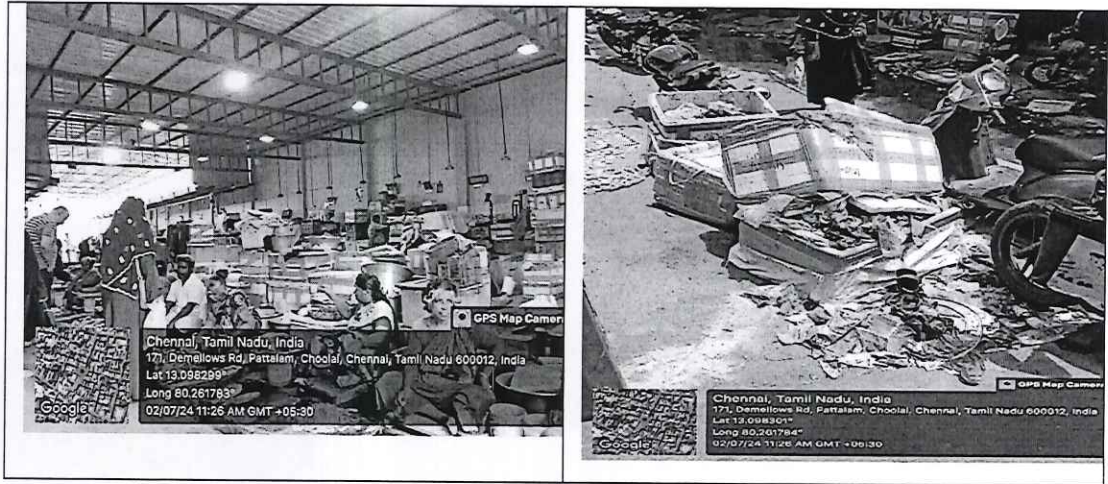 GPS Map Camera
Chennai, Tamil Nadu, India
171, Demellows Rd, Pattalam, Choolai, Chennai, Tamil Nadu 600012, India
Lat 13.098299°
Long 80.261783°
02/07/24 11:26 AM GMT +05:30
Google
GPS Map Camera
Chennai, Tamil Nadu, India
171, Demellows Rd, Pattalam, Choolai, Chennai, Tamil Nadu 600012, India
Lat 13.098301°
Long 80.261784°
02/07/24 11:26 AM GMT +05:30
Google